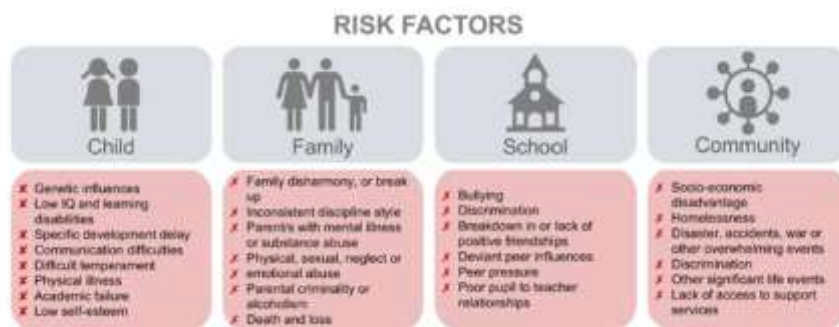 RISK FACTORS
Child
Family
School
Community
✘ Genetic influences
✘ Low IQ and learning
disabilities
✘ Specific development delay
✘ Communication difficulties
✘ Difficult temperament
✘ Physical illness
✘ Academic failure
✘ Low self-esteem
✗ Family disharmony, or break
up
✗ Inconsistent discipline style
✗ Parent/s with mental illness
or substance abuse
✗ Physical, sexual, neglect or
✗ emotional abuse
✗ Parental criminality or
alcoholism
✗ Death and loss
✗ Bullying
✗ Discrimination
✗ Breakdown in or lack of
positive friendships
✗ Deviant peer influences
✗ Peer pressure
✗ Poor pupil to teacher
relationships
✗ Socio-economic
disadvantage
✗ Homelessness
✗ Disaster, accidents, war or
other overwhelming events
✗ Discrimination
✗ Other significant life events
✗ Lack of access to support
services